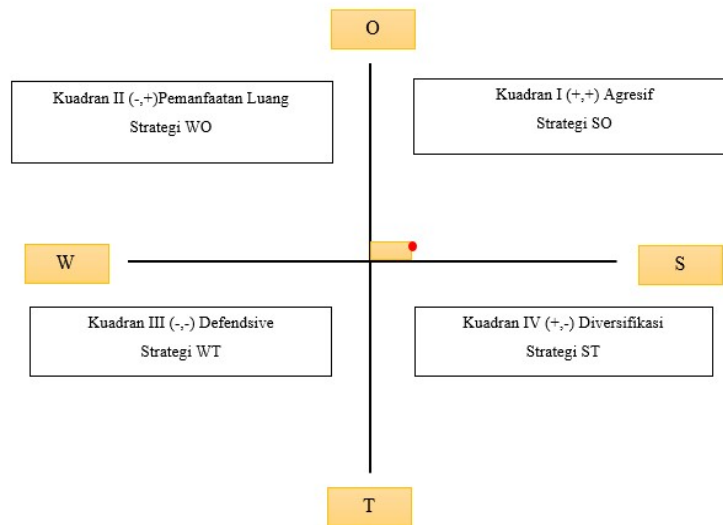 O
Kuadran II (-,+)Pemanfaatan Luang
Strategi WO
Kuadran I (+,+) Agresif
Strategi SO
W
S
Kuadran III (-,-) Defendsive
Strategi WT
Kuadran IV (+,-) Diversifikasi
Strategi ST
T